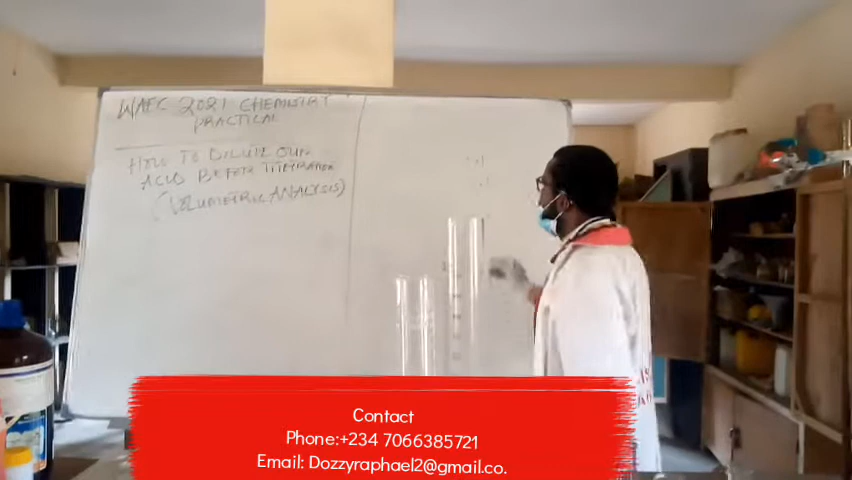 WAEC 2021 CHEMISTRY
PRACTICAL
HOW TO DILUTE OUR
ACID BEFORE TITRATION
(VOLUMETRIC ANALYSIS)
Contact
Phone:+234 7066385721
Email: Dozzyraphael2@gmail.co.